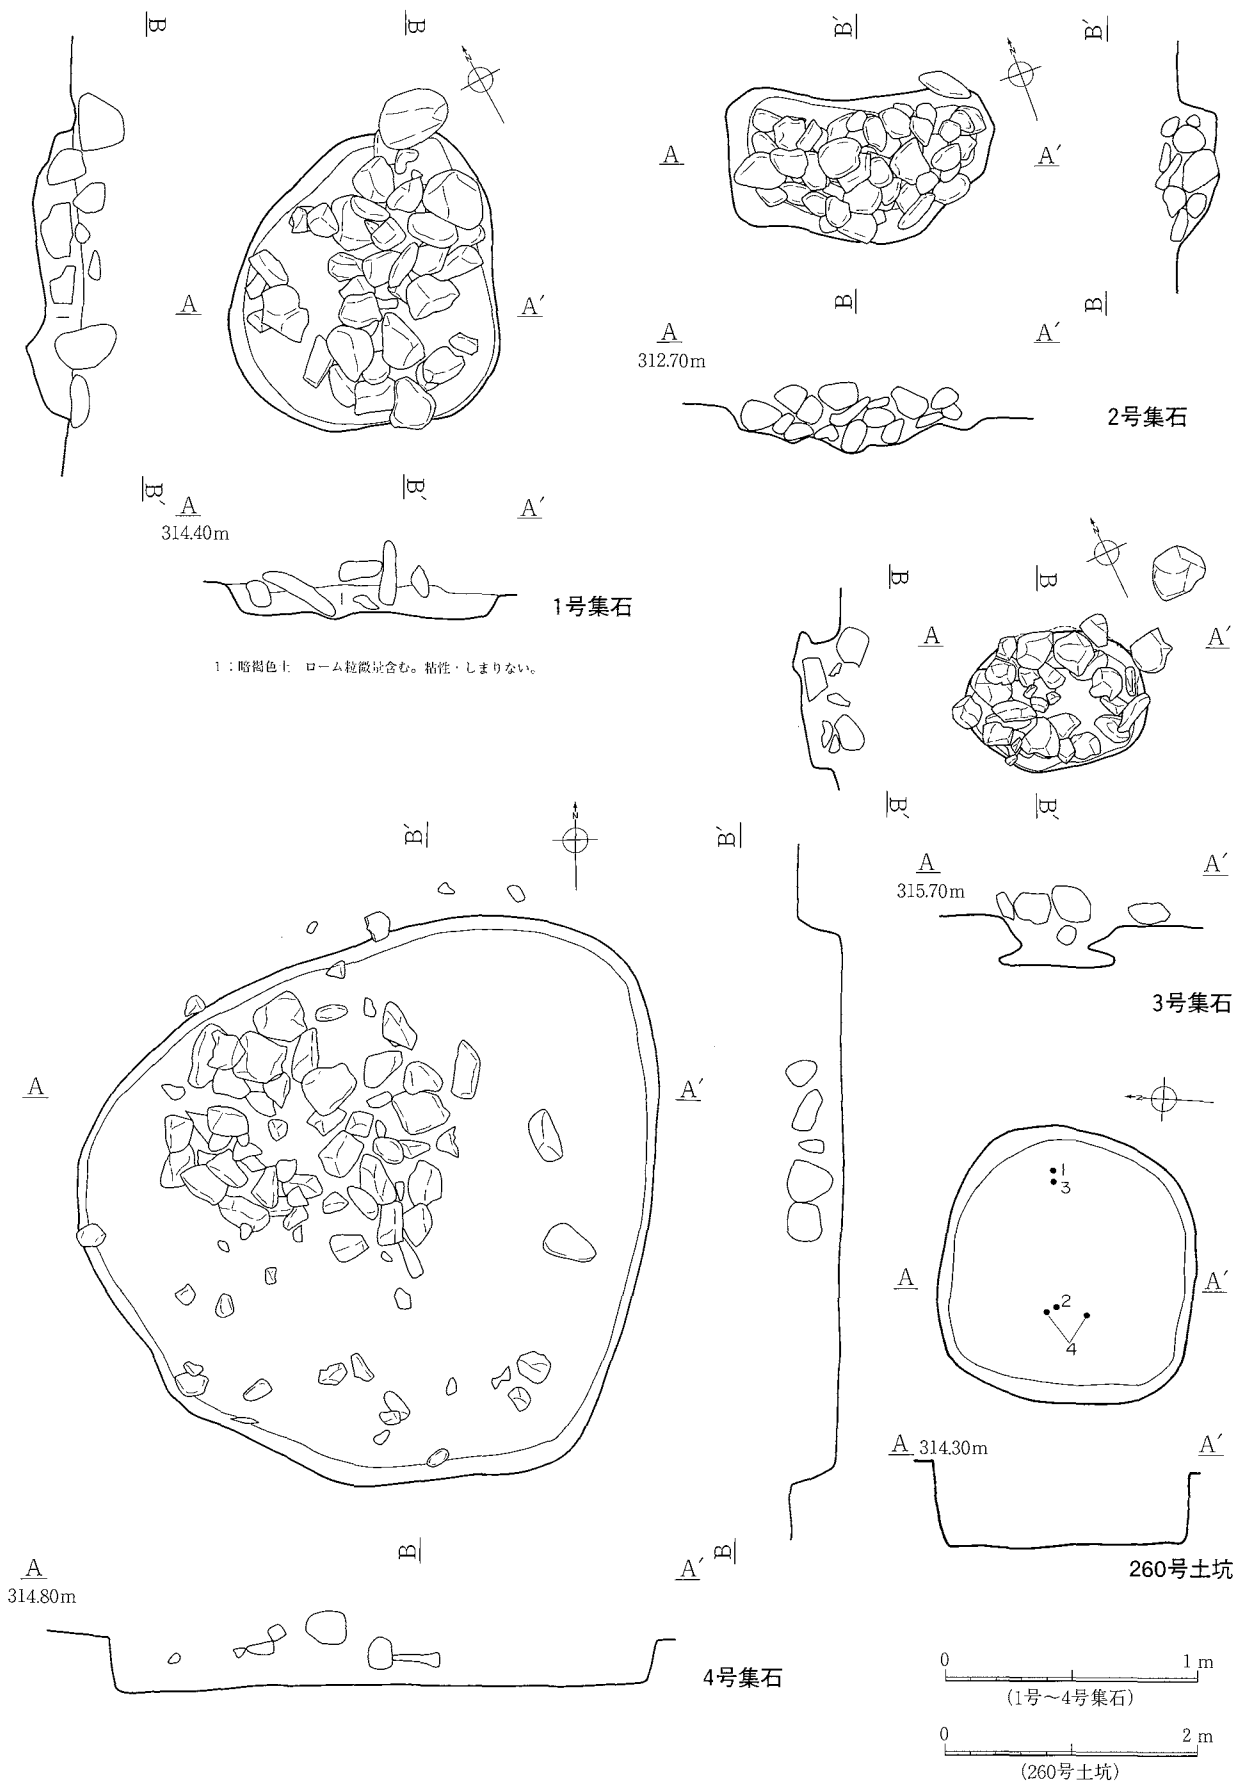 B
B
N
A
A′
B′
B′
A
314.40m
A′
1
1
1号集石
1：暗褐色土　ローム粒微量含む。粘性・しまりない。
B′
B′
N
A
A′
B
B
A
312.70m
A′
2号集石
B
B
N
A
A′
B′
B′
A
315.70m
A′
3号集石
B′
B′
N
A
A′
B
B
A
314.80m
A′
4号集石
N
1
3
A
A′
2
4
A 314.30m
A′
260号土坑
0
1m
(1号～4号集石)
0
2m
(260号土坑)